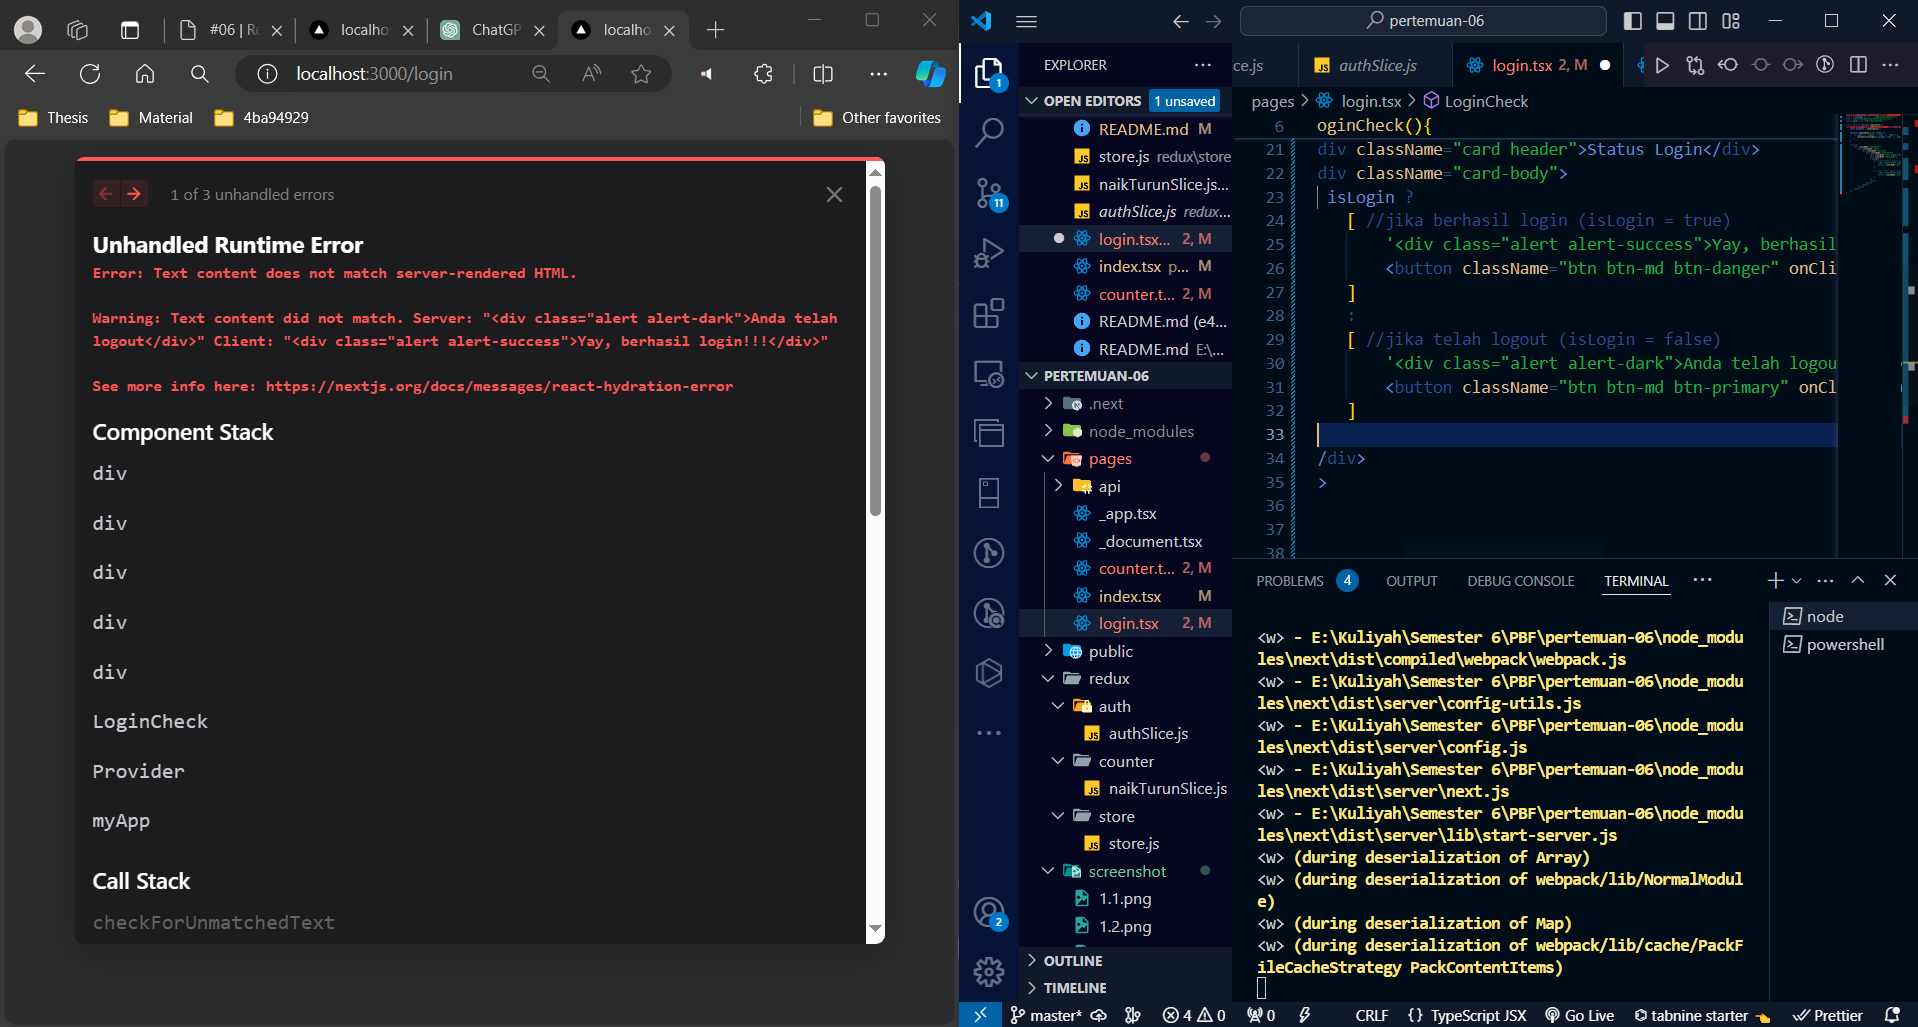 #06 | Re
localho
ChatGP
localho
localhost:3000/login
Thesis
Material
4ba94929
Other favorites
1 of 3 unhandled errors
Unhandled Runtime Error
Error: Text content does not match server-rendered HTML.
Warning: Text content did not match. Server: "<div class="alert alert-dark">Anda telah
logout</div>" Client: "<div class="alert alert-success">Yay, berhasil login!!!</div>"
See more info here: https://nextjs.org/docs/messages/react-hydration-error
Component Stack
div
div
div
div
div
LoginCheck
Provider
myApp
Call Stack
checkForUnmatchedText
pertemuan-06
1
11
2
EXPLORER
OPEN EDITORS 1 unsaved
README.md M
store.js redux\store
naikTurunSlice.js...
authSlice.js redux...
login.tsx... 2, M
index.tsx p... M
counter.t... 2, M
README.md (e4...
README.md E:\...
PERTEMUAN-06
.next
node_modules
pages
api
_app.tsx
_document.tsx
counter.t... 2, M
index.tsx M
login.tsx 2, M
public
redux
auth
authSlice.js
counter
naikTurunSlice.js
store
store.js
screenshot
1.1.png
1.2.png
OUTLINE
TIMELINE
ce.js
authSlice.js
login.tsx 2, M
pages > login.tsx > LoginCheck
6 oginCheck(){
21 div className="card header">Status Login</div>
22 div className="card-body">
23 isLogin ?
24 [ //jika berhasil login (isLogin = true)
25 '<div class="alert alert-success">Yay, berhasil
26 <button className="btn btn-md btn-danger" onCli
27 ]
28 :
29 [ //jika telah logout (isLogin = false)
30 '<div class="alert alert-dark">Anda telah logou
31 <button className="btn btn-md btn-primary" onCl
32 ]
33
34 /div>
35 >
36
37
38
PROBLEMS 4 OUTPUT DEBUG CONSOLE TERMINAL
node
powershell
<w> - E:\Kuliyah\Semester 6\PBF\pertemuan-06\node_modu
les\next\dist\compiled\webpack\webpack.js
<w> - E:\Kuliyah\Semester 6\PBF\pertemuan-06\node_modu
les\next\dist\server\config-utils.js
<w> - E:\Kuliyah\Semester 6\PBF\pertemuan-06\node_modu
les\next\dist\server\config.js
<w> - E:\Kuliyah\Semester 6\PBF\pertemuan-06\node_modu
les\next\dist\server\next.js
<w> - E:\Kuliyah\Semester 6\PBF\pertemuan-06\node_modu
les\next\dist\server\lib\start-server.js
<w> (during deserialization of Array)
<w> (during deserialization of webpack/lib/NormalModul
e)
<w> (during deserialization of Map)
<w> (during deserialization of webpack/lib/cache/PackF
ileCacheStrategy PackContentItems)
master* 4 0 0 CRLF {} TypeScript JSX Go Live tabnine starter Prettier